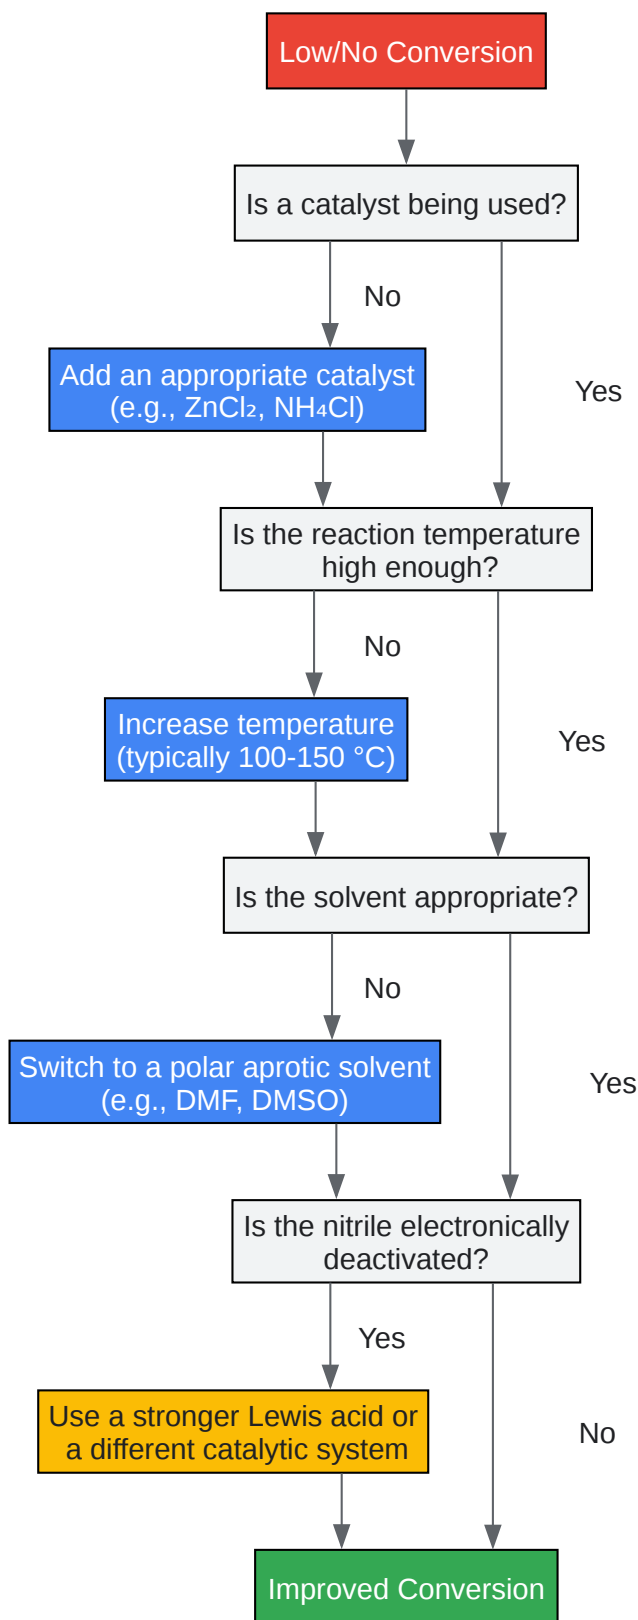 Low/No Conversion
Is a catalyst being used?
No
Add an appropriate catalyst
(e.g., ZnCl₂, NH₄Cl)
Yes
Is the reaction temperature
high enough?
No
Increase temperature
(typically 100-150 °C)
Yes
Is the solvent appropriate?
No
Switch to a polar aprotic solvent
(e.g., DMF, DMSO)
Yes
Is the nitrile electronically
deactivated?
Yes
Use a stronger Lewis acid or
a different catalytic system
No
Improved Conversion